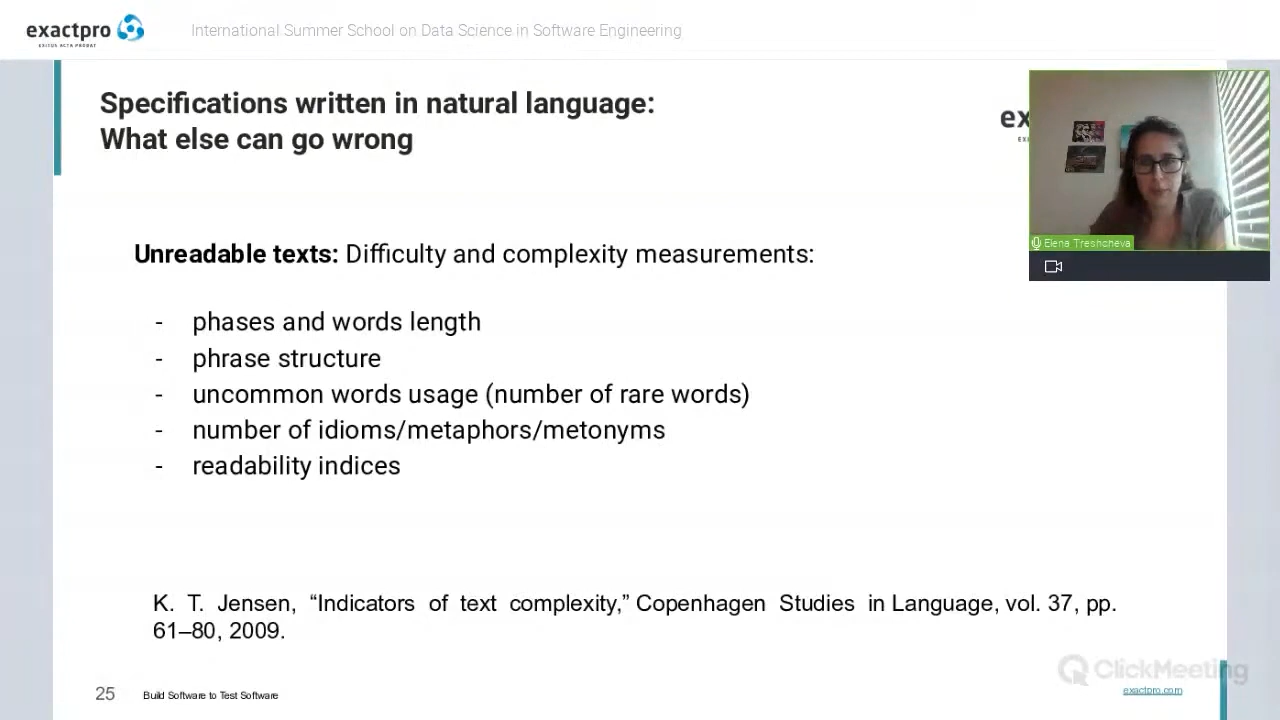 exactpro
EXITUS ACTA PROBAT
International Summer School on Data Science in Software Engineering
Specifications written in natural language:
What else can go wrong
ex
Elena Treshcheva
Unreadable texts: Difficulty and complexity measurements:
- phases and words length
- phrase structure
- uncommon words usage (number of rare words)
- number of idioms/metaphors/metonyms
- readability indices
K. T. Jensen, “Indicators of text complexity,” Copenhagen Studies in Language, vol. 37, pp.
61–80, 2009.
ClickMeeting
25 Build Software to Test Software
exactpro.com